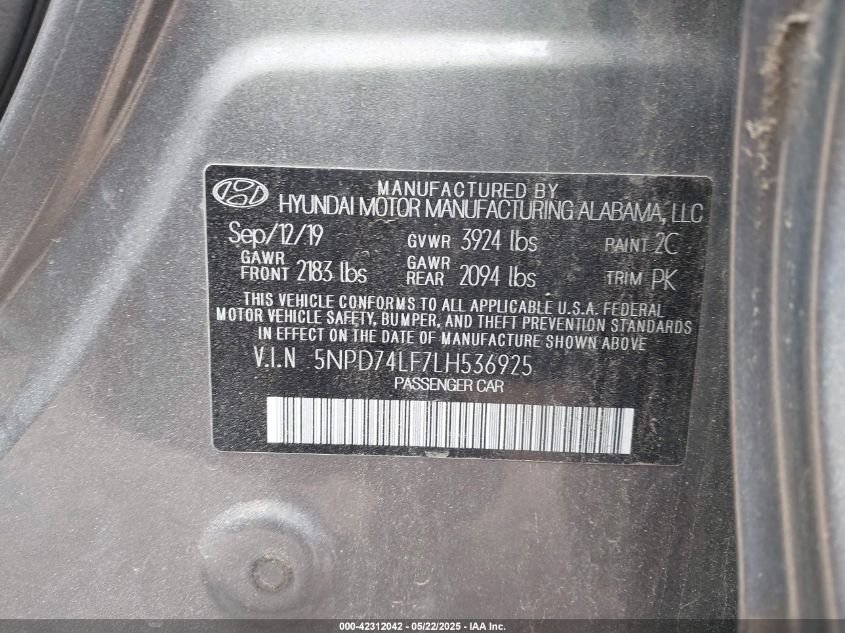 MANUFACTURED BY
HYUNDAI MOTOR MANUFACTURING ALABAMA, LLC
Sep/12/19 GVWR 3924 lbs PAINT 2C
GAWR FRONT 2183 lbs GAWR REAR 2094 lbs TRIM PK
THIS VEHICLE CONFORMS TO ALL APPLICABLE U.S.A. FEDERAL
MOTOR VEHICLE SAFETY, BUMPER, AND THEFT PREVENTION STANDARDS
IN EFFECT ON THE DATE OF MANUFACTURE SHOWN ABOVE
V.I.N 5NPD74LF7LH536925
PASSENGER CAR
000-42312042 - 05/22/2025 - IAA Inc.